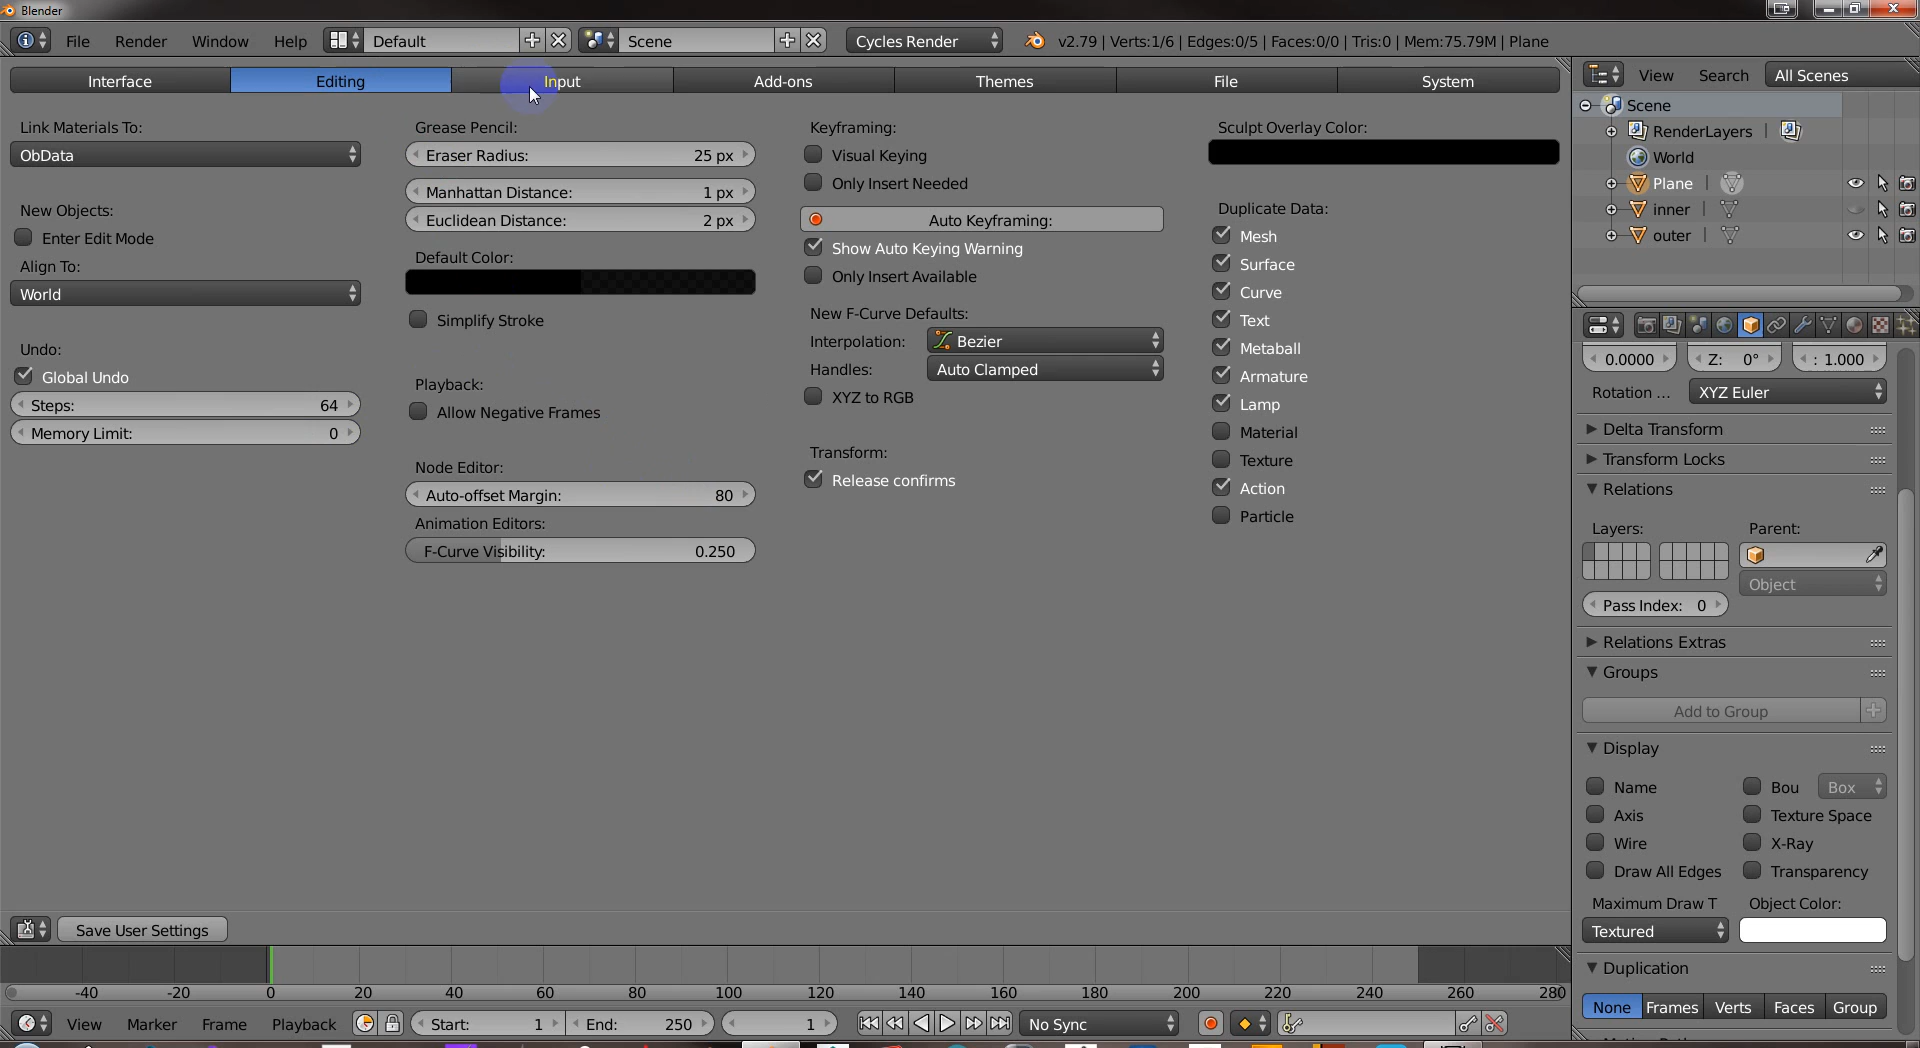 Blender
File Render Window Help Default Scene Cycles Render v2.79 | Verts:1/6 | Edges:0/5 | Faces:0/0 | Tris:0 | Mem:75.79M | Plane
Interface Editing Input Add-ons Themes File System
Link Materials To:
ObData
New Objects:
Enter Edit Mode
Align To:
World
Undo:
Global Undo
Steps: 64
Memory Limit: 0
Grease Pencil:
Eraser Radius: 25 px
Manhattan Distance: 1 px
Euclidean Distance: 2 px
Default Color:
Simplify Stroke
Playback:
Allow Negative Frames
Node Editor:
Auto-offset Margin: 80
Animation Editors:
F-Curve Visibility: 0.250
Keyframing:
Visual Keying
Only Insert Needed
Auto Keyframing:
Show Auto Keying Warning
Only Insert Available
New F-Curve Defaults:
Interpolation: Bezier
Handles: Auto Clamped
XYZ to RGB
Transform:
Release confirms
Sculpt Overlay Color:
Duplicate Data:
Mesh
Surface
Curve
Text
Metaball
Armature
Lamp
Material
Texture
Action
Particle
Save User Settings
View Search All Scenes
Scene
RenderLayers
World
Plane
inner
outer
0.0000 Z: 0° : 1.000
Rotation ... XYZ Euler
Delta Transform
Transform Locks
Relations
Layers: Parent:
Object
Pass Index: 0
Relations Extras
Groups
Add to Group
Display
Name Bou Box
Axis Texture Space
Wire X-Ray
Draw All Edges Transparency
Maximum Draw T Object Color:
Textured
Duplication
None Frames Verts Faces Group
-40 -20 0 20 40 60 80 100 120 140 160 180 200 220 240 260 280
View Marker Frame Playback Start: 1 End: 250 1 No Sync